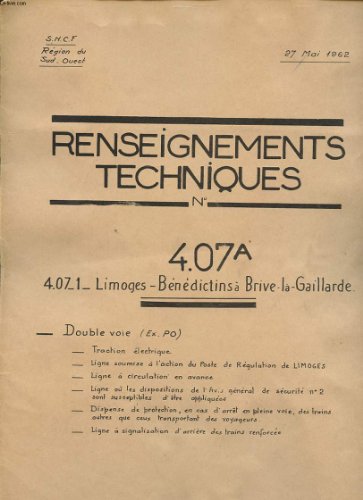 S.N.C.F
Région du
Sud-Ouest
27 Mai 1962
RENSEIGNEMENTS
TECHNIQUES
N°
4.07A
4.07_1_ Limoges - Bénédictins à Brive-la-Gaillarde.
— Double voie (Ex. PO)
— Traction électrique.
— Ligne soumise à l'action du Poste de Régulation de LIMOGES
— Ligne à circulation en avance
— Ligne où les dispositions de l'Avis général de sécurité n°2
sont susceptibles d'être appliquées
— Dispense de protection, en cas d'arrêt en pleine voie, des trains
autres que ceux transportant des voyageurs
— Ligne à signalisation d'arrière des trains renforcée